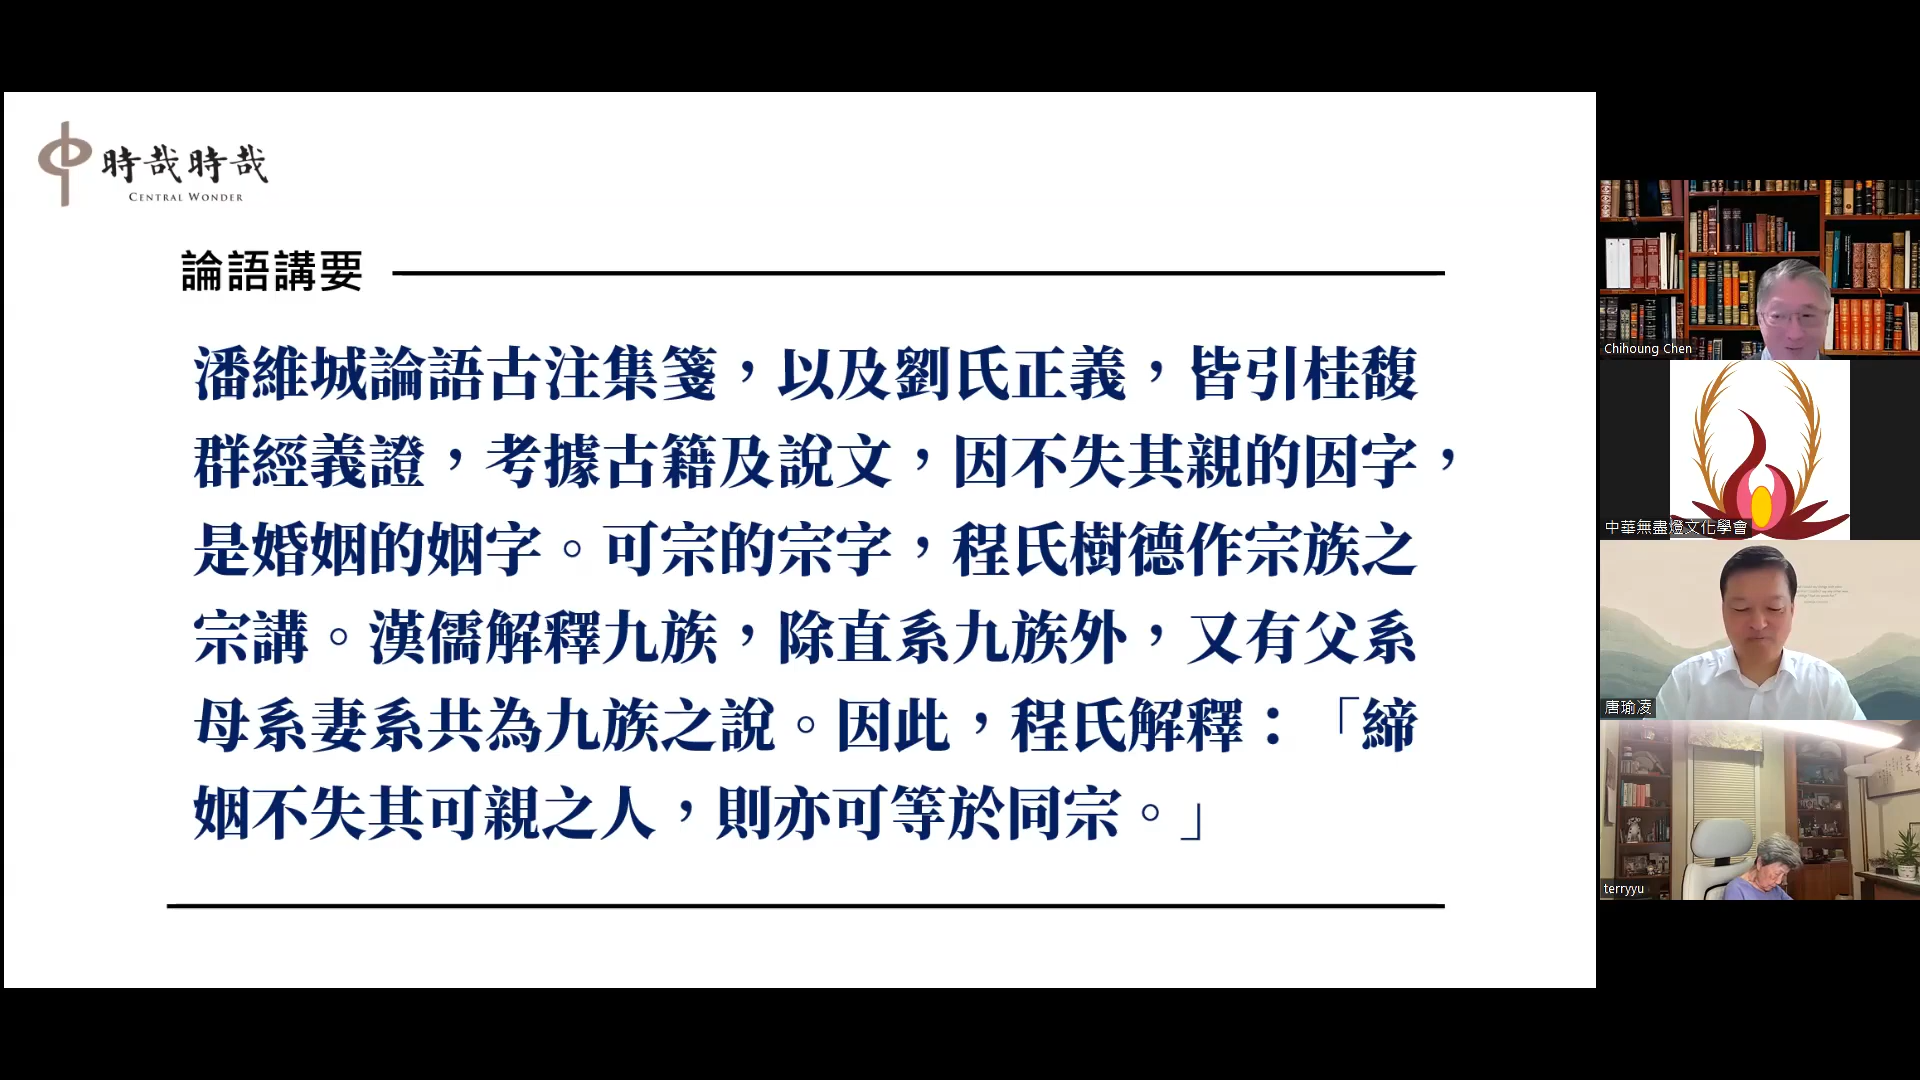 時哉時哉
CENTRAL WONDER
論語講要
潘維城論語古注集箋，以及劉氏正義，皆引桂馥
群經義證，考據古籍及說文，因不失其親的因字，
是婚姻的姻字。可宗的宗字，程氏樹德作宗族之
宗講。漢儒解釋九族，除直系九族外，又有父系
母系妻系共為九族之說。因此，程氏解釋：「締
姻不失其可親之人，則亦可等於同宗。」
Chihoung Chen
中華無盡燈文化學會
唐瑜凌
terryyu